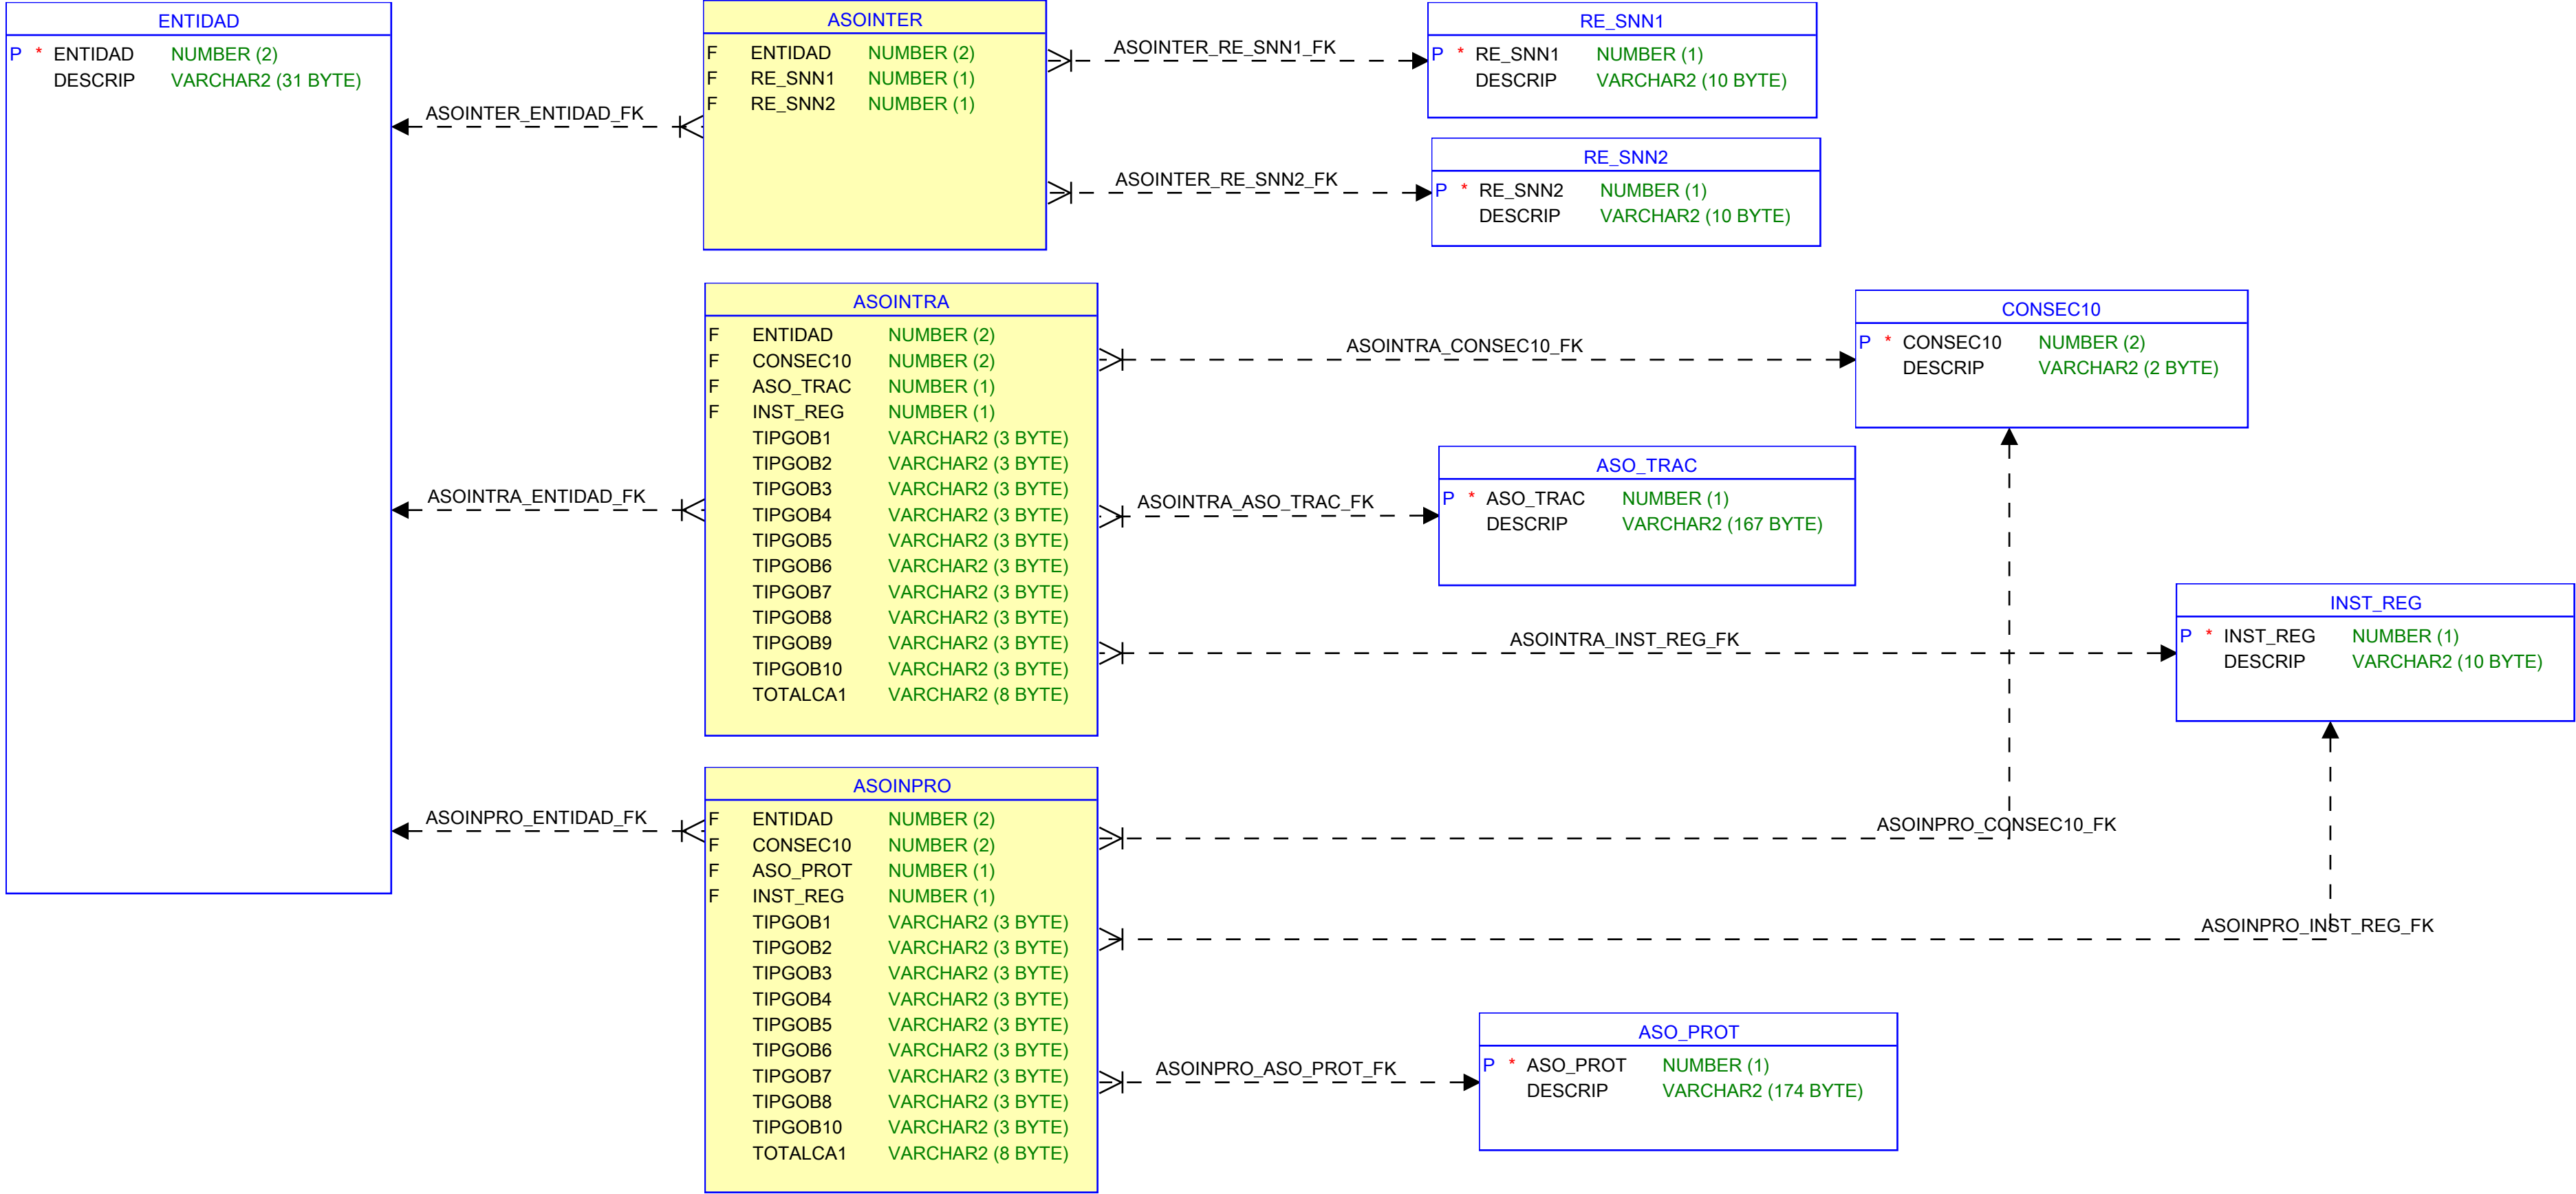 ENTIDAD
P * ENTIDAD NUMBER (2)
DESCRIP VARCHAR2 (31 BYTE)
ASOINTER_ENTIDAD_FK
ASOINTRA_ENTIDAD_FK
ASOINPRO_ENTIDAD_FK
ASOINTER
F ENTIDAD NUMBER (2)
F RE_SNN1 NUMBER (1)
F RE_SNN2 NUMBER (1)
ASOINTER_RE_SNN1_FK
ASOINTER_RE_SNN2_FK
RE_SNN1
P * RE_SNN1 NUMBER (1)
DESCRIP VARCHAR2 (10 BYTE)
RE_SNN2
P * RE_SNN2 NUMBER (1)
DESCRIP VARCHAR2 (10 BYTE)
ASOINTRA
F ENTIDAD NUMBER (2)
F CONSEC10 NUMBER (2)
F ASO_TRAC NUMBER (1)
F INST_REG NUMBER (1)
TIPGOB1 VARCHAR2 (3 BYTE)
TIPGOB2 VARCHAR2 (3 BYTE)
TIPGOB3 VARCHAR2 (3 BYTE)
TIPGOB4 VARCHAR2 (3 BYTE)
TIPGOB5 VARCHAR2 (3 BYTE)
TIPGOB6 VARCHAR2 (3 BYTE)
TIPGOB7 VARCHAR2 (3 BYTE)
TIPGOB8 VARCHAR2 (3 BYTE)
TIPGOB9 VARCHAR2 (3 BYTE)
TIPGOB10 VARCHAR2 (3 BYTE)
TOTALCA1 VARCHAR2 (8 BYTE)
ASOINTRA_CONSEC10_FK
ASOINTRA_ASO_TRAC_FK
ASOINTRA_INST_REG_FK
CONSEC10
P * CONSEC10 NUMBER (2)
DESCRIP VARCHAR2 (2 BYTE)
ASO_TRAC
P * ASO_TRAC NUMBER (1)
DESCRIP VARCHAR2 (167 BYTE)
INST_REG
P * INST_REG NUMBER (1)
DESCRIP VARCHAR2 (10 BYTE)
ASOINPRO
F ENTIDAD NUMBER (2)
F CONSEC10 NUMBER (2)
F ASO_PROT NUMBER (1)
F INST_REG NUMBER (1)
TIPGOB1 VARCHAR2 (3 BYTE)
TIPGOB2 VARCHAR2 (3 BYTE)
TIPGOB3 VARCHAR2 (3 BYTE)
TIPGOB4 VARCHAR2 (3 BYTE)
TIPGOB5 VARCHAR2 (3 BYTE)
TIPGOB6 VARCHAR2 (3 BYTE)
TIPGOB7 VARCHAR2 (3 BYTE)
TIPGOB8 VARCHAR2 (3 BYTE)
TIPGOB10 VARCHAR2 (3 BYTE)
TOTALCA1 VARCHAR2 (8 BYTE)
ASOINPRO_CONSEC10_FK
ASOINPRO_INST_REG_FK
ASOINPRO_ASO_PROT_FK
ASO_PROT
P * ASO_PROT NUMBER (1)
DESCRIP VARCHAR2 (174 BYTE)